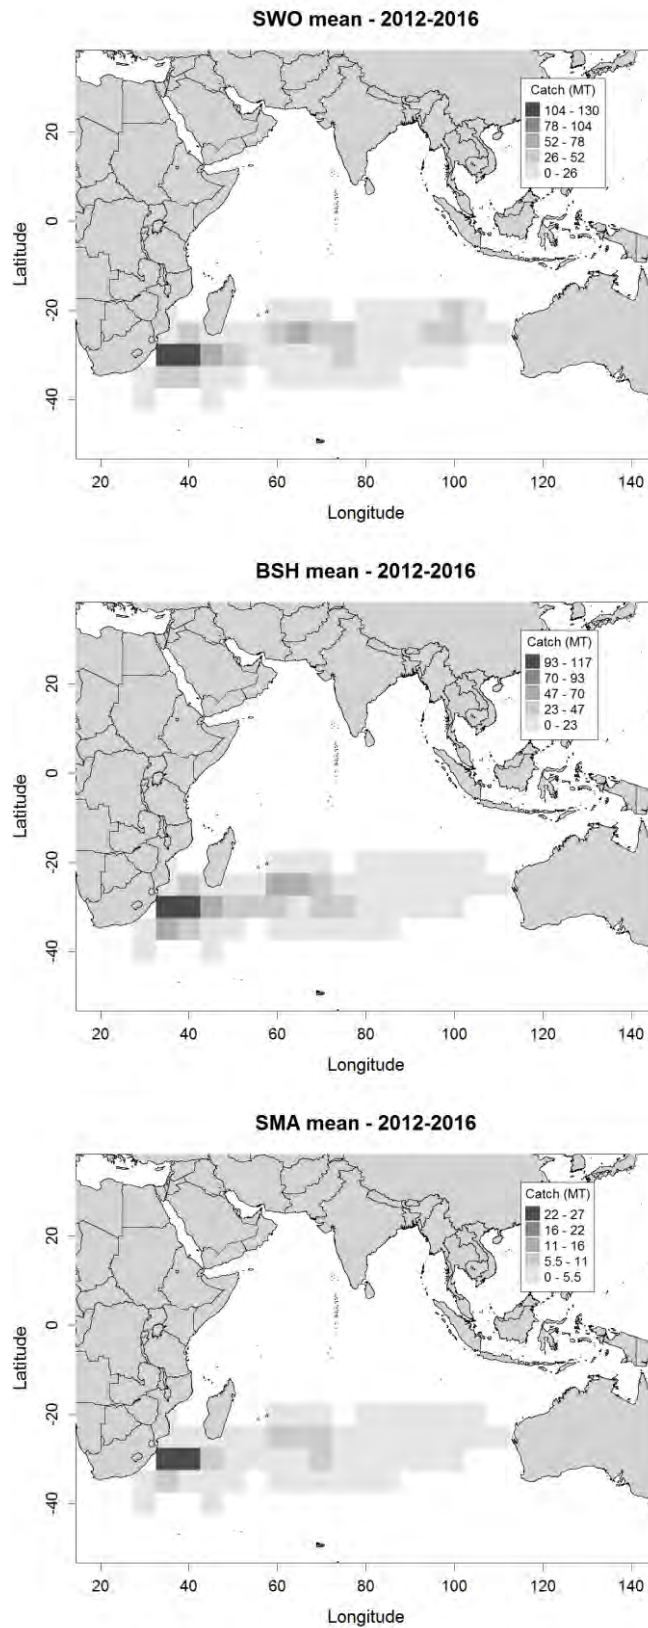 SWO mean - 2012-2016
Catch (MT)
104 - 130
78 - 104
52 - 78
26 - 52
0 - 26
20
0
-20
-40
Latitude
20 40 60 80 100 120 140
Longitude
BSH mean - 2012-2016
Catch (MT)
93 - 117
70 - 93
47 - 70
23 - 47
0 - 23
20
0
-20
-40
Latitude
20 40 60 80 100 120 140
Longitude
SMA mean - 2012-2016
Catch (MT)
22 - 27
16 - 22
11 - 16
5.5 - 11
0 - 5.5
20
0
-20
-40
Latitude
20 40 60 80 100 120 140
Longitude